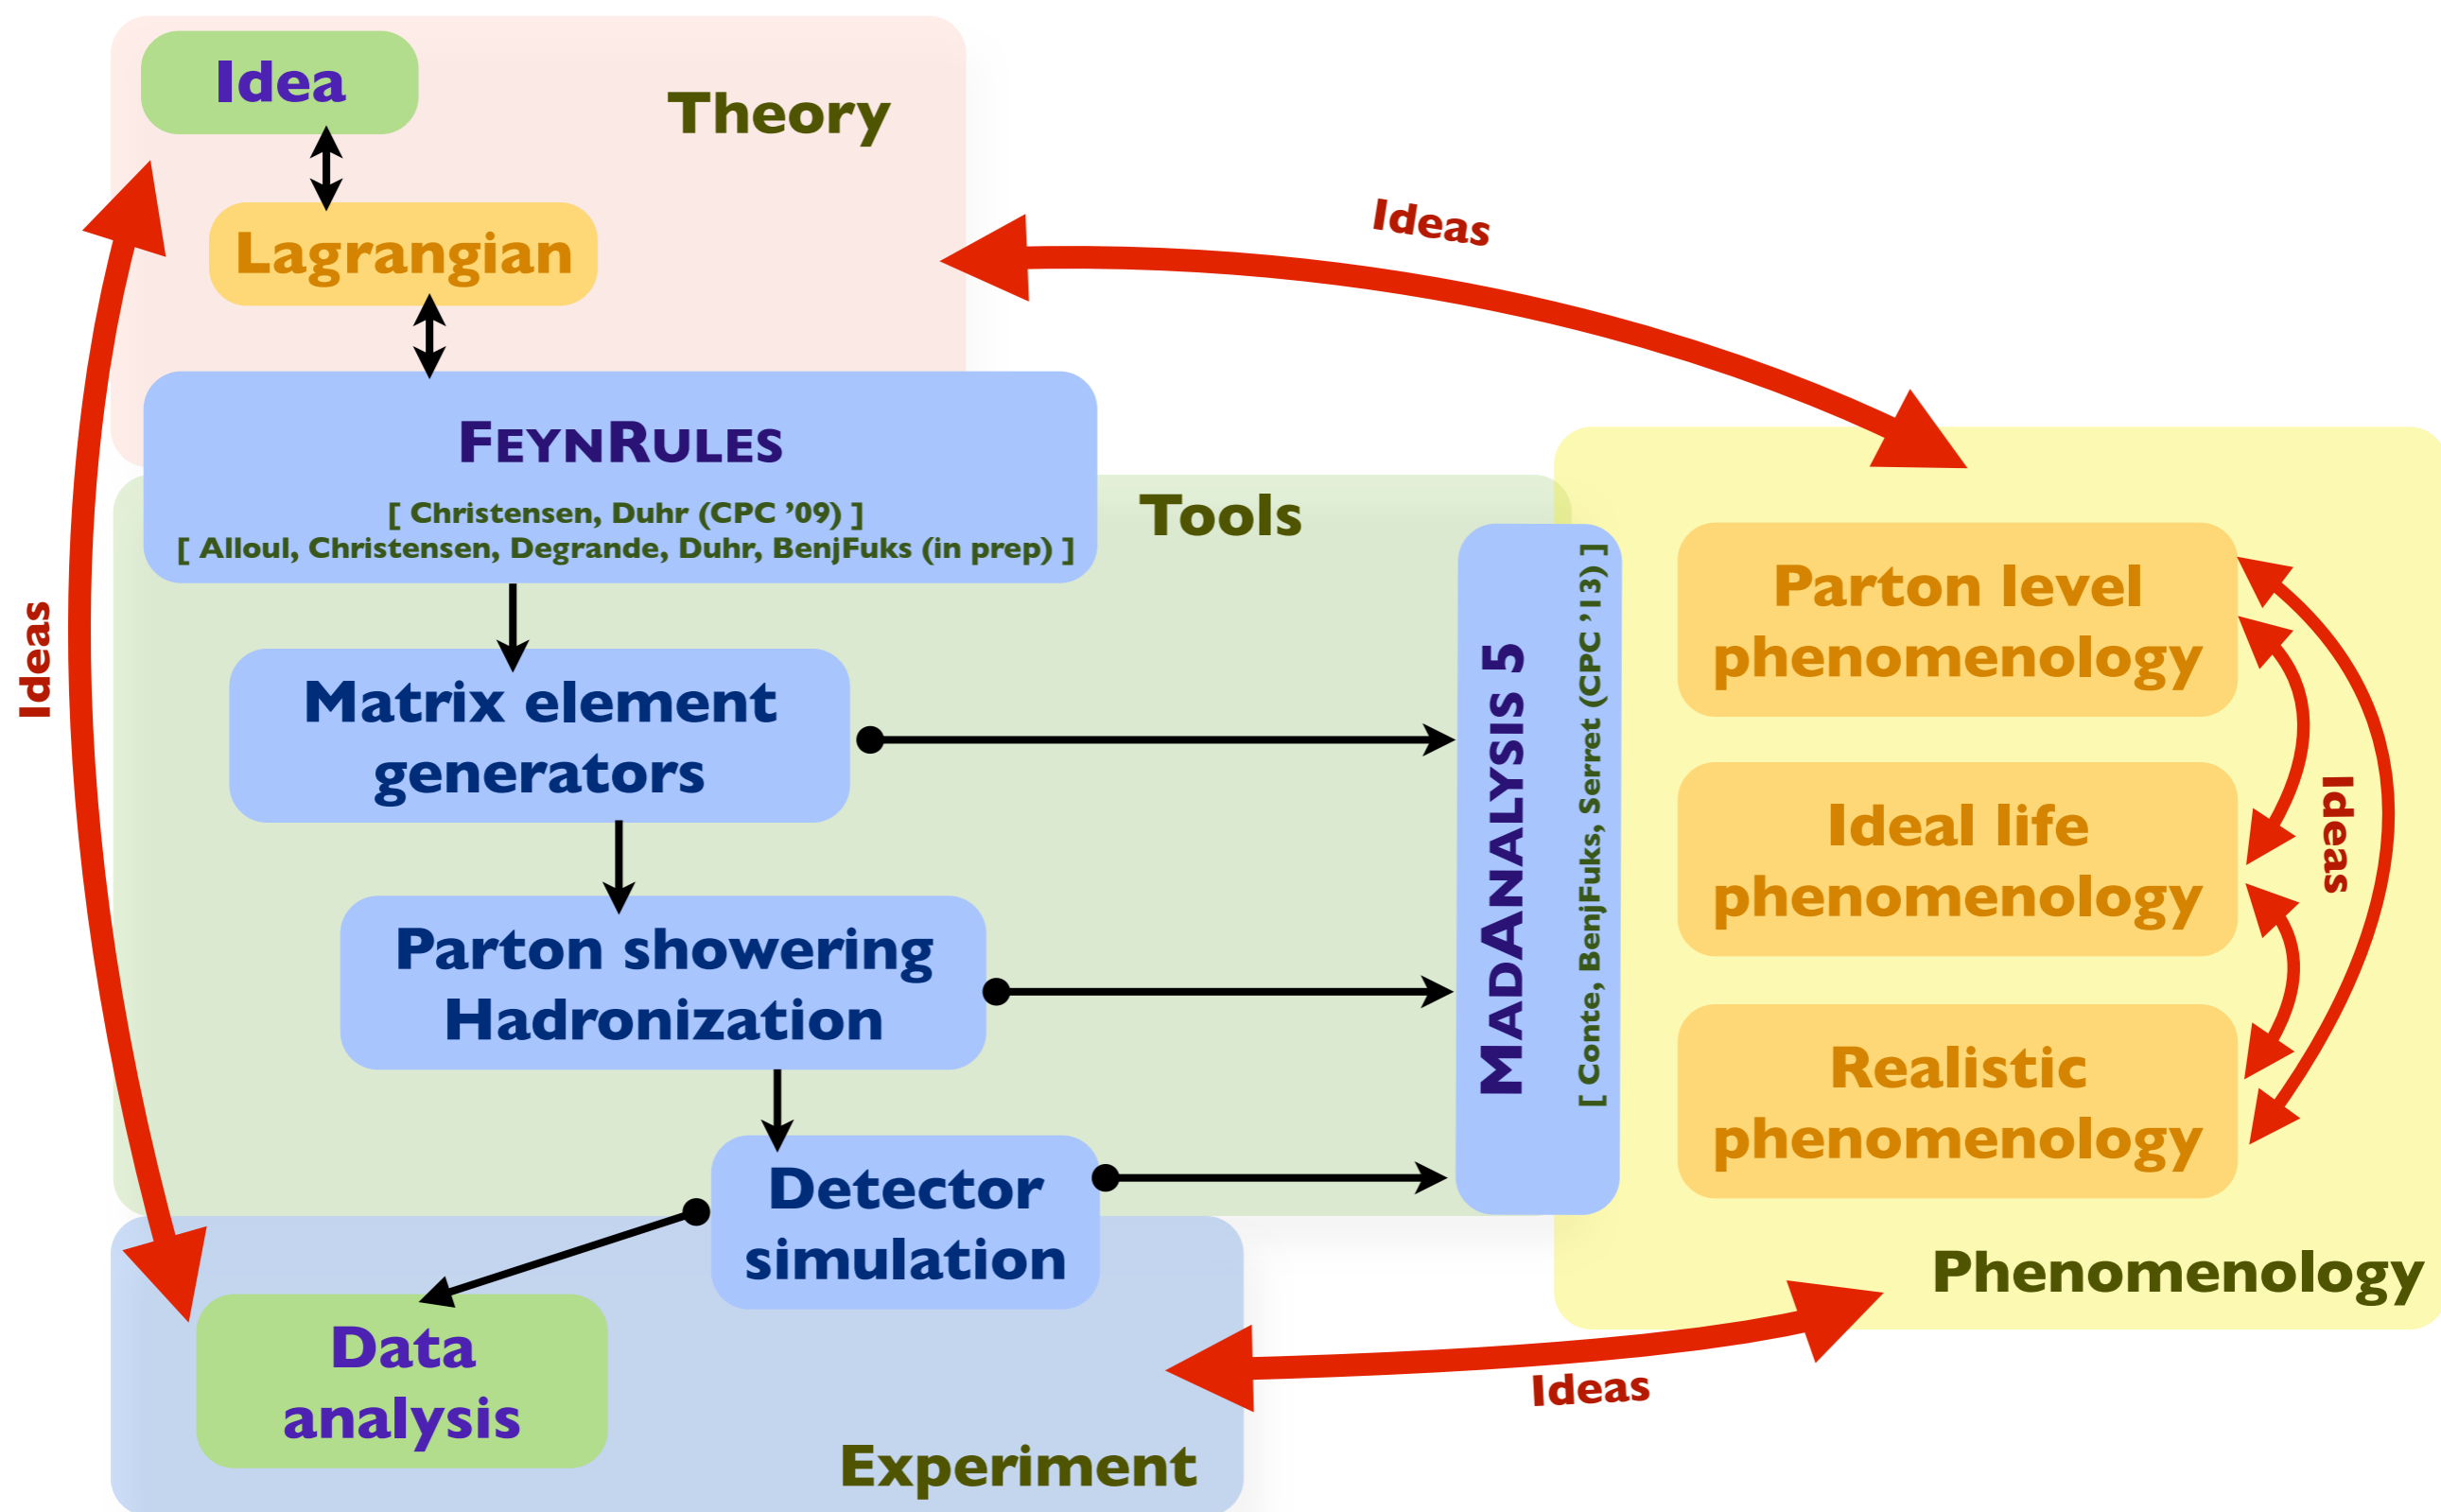 Idea
Theory
Ideas
Lagrangian
FEYNRULES
[ Christensen, Duhr (CPC ’09) ]
[ Alloul, Christensen, Degrande, Duhr, BenjFuks (in prep) ]
Tools
Ideas
Matrix element
generators
Parton showering
Hadronization
Detector
simulation
MADANALYSIS 5
[ Conte, BenjFuks, Serret (CPC ’13) ]
Parton level
phenomenology
Ideal life
phenomenology
Realistic
phenomenology
Ideas
Phenomenology
Data
analysis
Experiment
Ideas